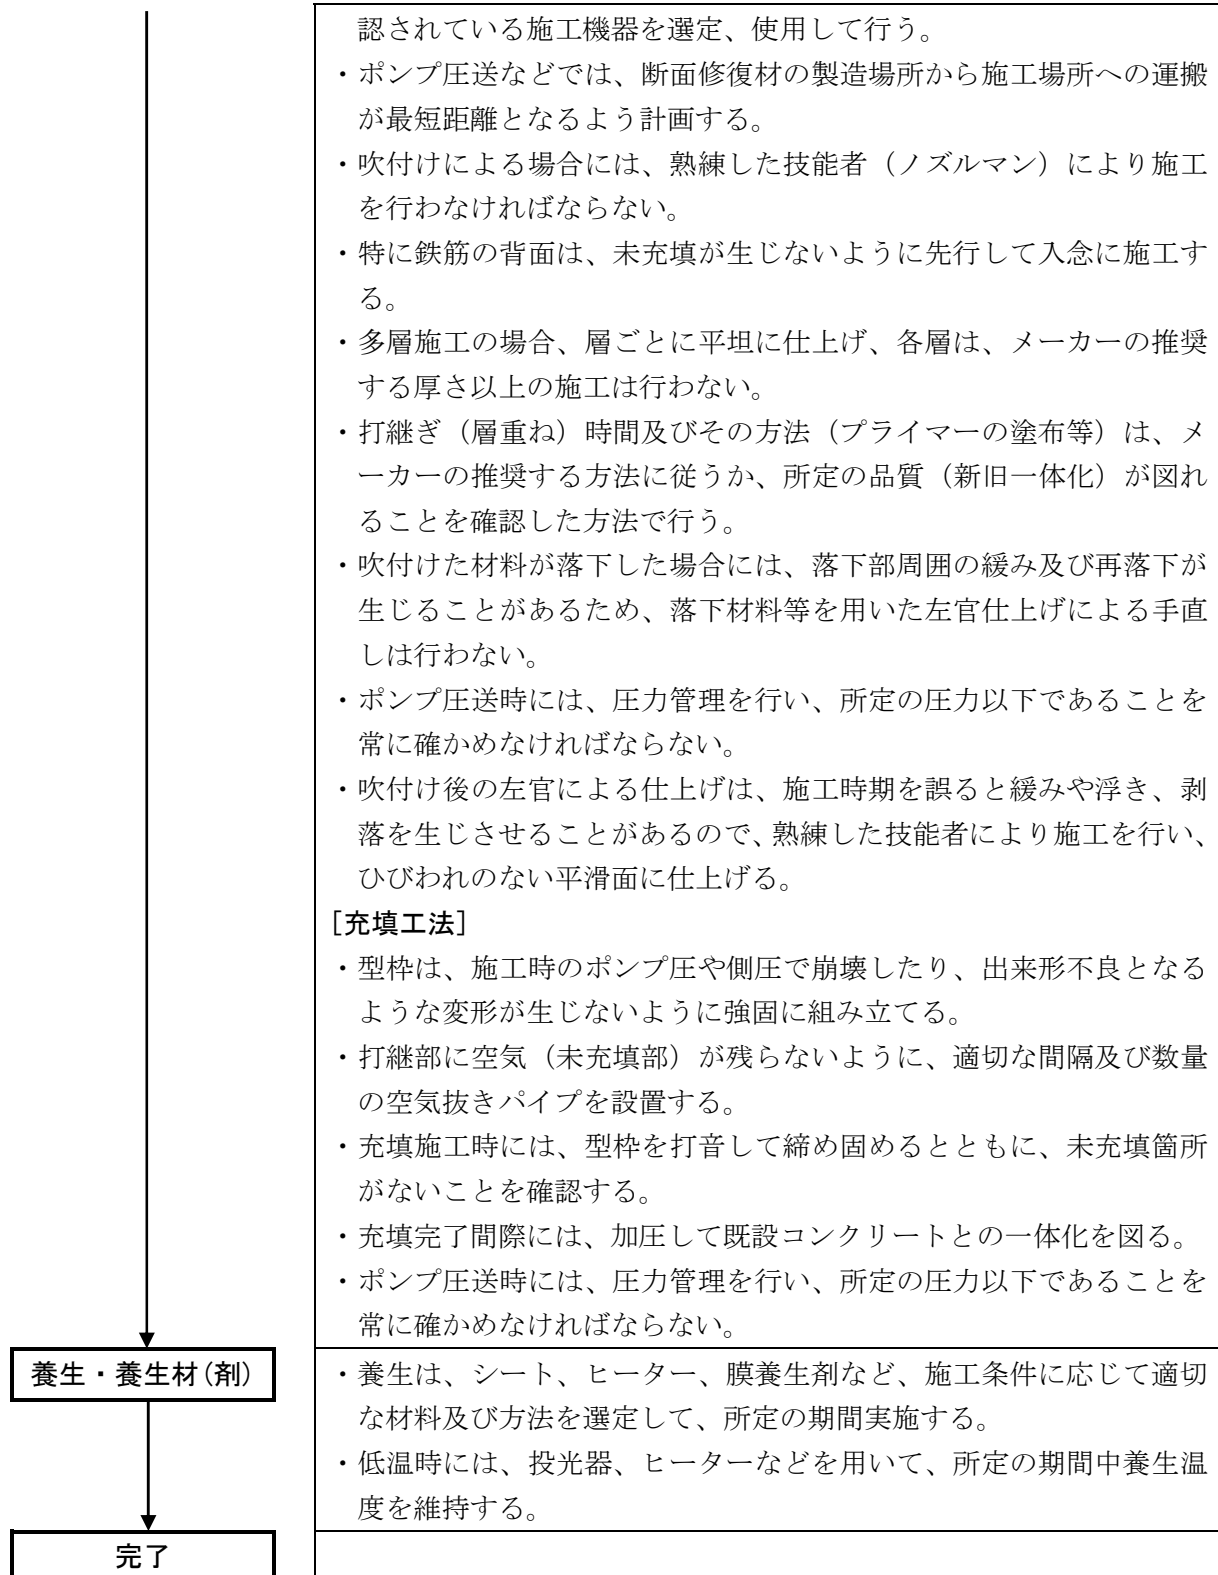 認されている施工機器を選定、使用して行う。
・ポンプ圧送などでは、断面修復材の製造場所から施工場所への運搬
が最短距離となるよう計画する。
・吹付けによる場合には、熟練した技能者（ノズルマン）により施工
を行わなければならない。
・特に鉄筋の背面は、未充填が生じないように先行して入念に施工す
る。
・多層施工の場合、層ごとに平坦に仕上げ、各層は、メーカーの推奨
する厚さ以上の施工は行わない。
・打継ぎ（層重ね）時間及びその方法（プライマーの塗布等）は、メ
ーカーの推奨する方法に従うか、所定の品質（新旧一体化）が図れ
ることを確認した方法で行う。
・吹付けた材料が落下した場合には、落下部周囲の緩み及び再落下が
生じることがあるため、落下材料等を用いた左官仕上げによる手直
しは行わない。
・ポンプ圧送時には、圧力管理を行い、所定の圧力以下であることを
常に確かめなければならない。
・吹付け後の左官による仕上げは、施工時期を誤ると緩みや浮き、剥
落を生じさせることがあるので、熟練した技能者により施工を行い、
ひびわれのない平滑面に仕上げる。
［充填工法］
・型枠は、施工時のポンプ圧や側圧で崩壊したり、出来形不良となる
ような変形が生じないように強固に組み立てる。
・打継部に空気（未充填部）が残らないように、適切な間隔及び数量
の空気抜きパイプを設置する。
・充填施工時には、型枠を打音して締め固めるとともに、未充填箇所
がないことを確認する。
・充填完了間際には、加圧して既設コンクリートとの一体化を図る。
・ポンプ圧送時には、圧力管理を行い、所定の圧力以下であることを
常に確かめなければならない。
養生・養生材(剤)
・養生は、シート、ヒーター、膜養生剤など、施工条件に応じて適切
な材料及び方法を選定して、所定の期間実施する。
・低温時には、投光器、ヒーターなどを用いて、所定の期間中養生温
度を維持する。
完了